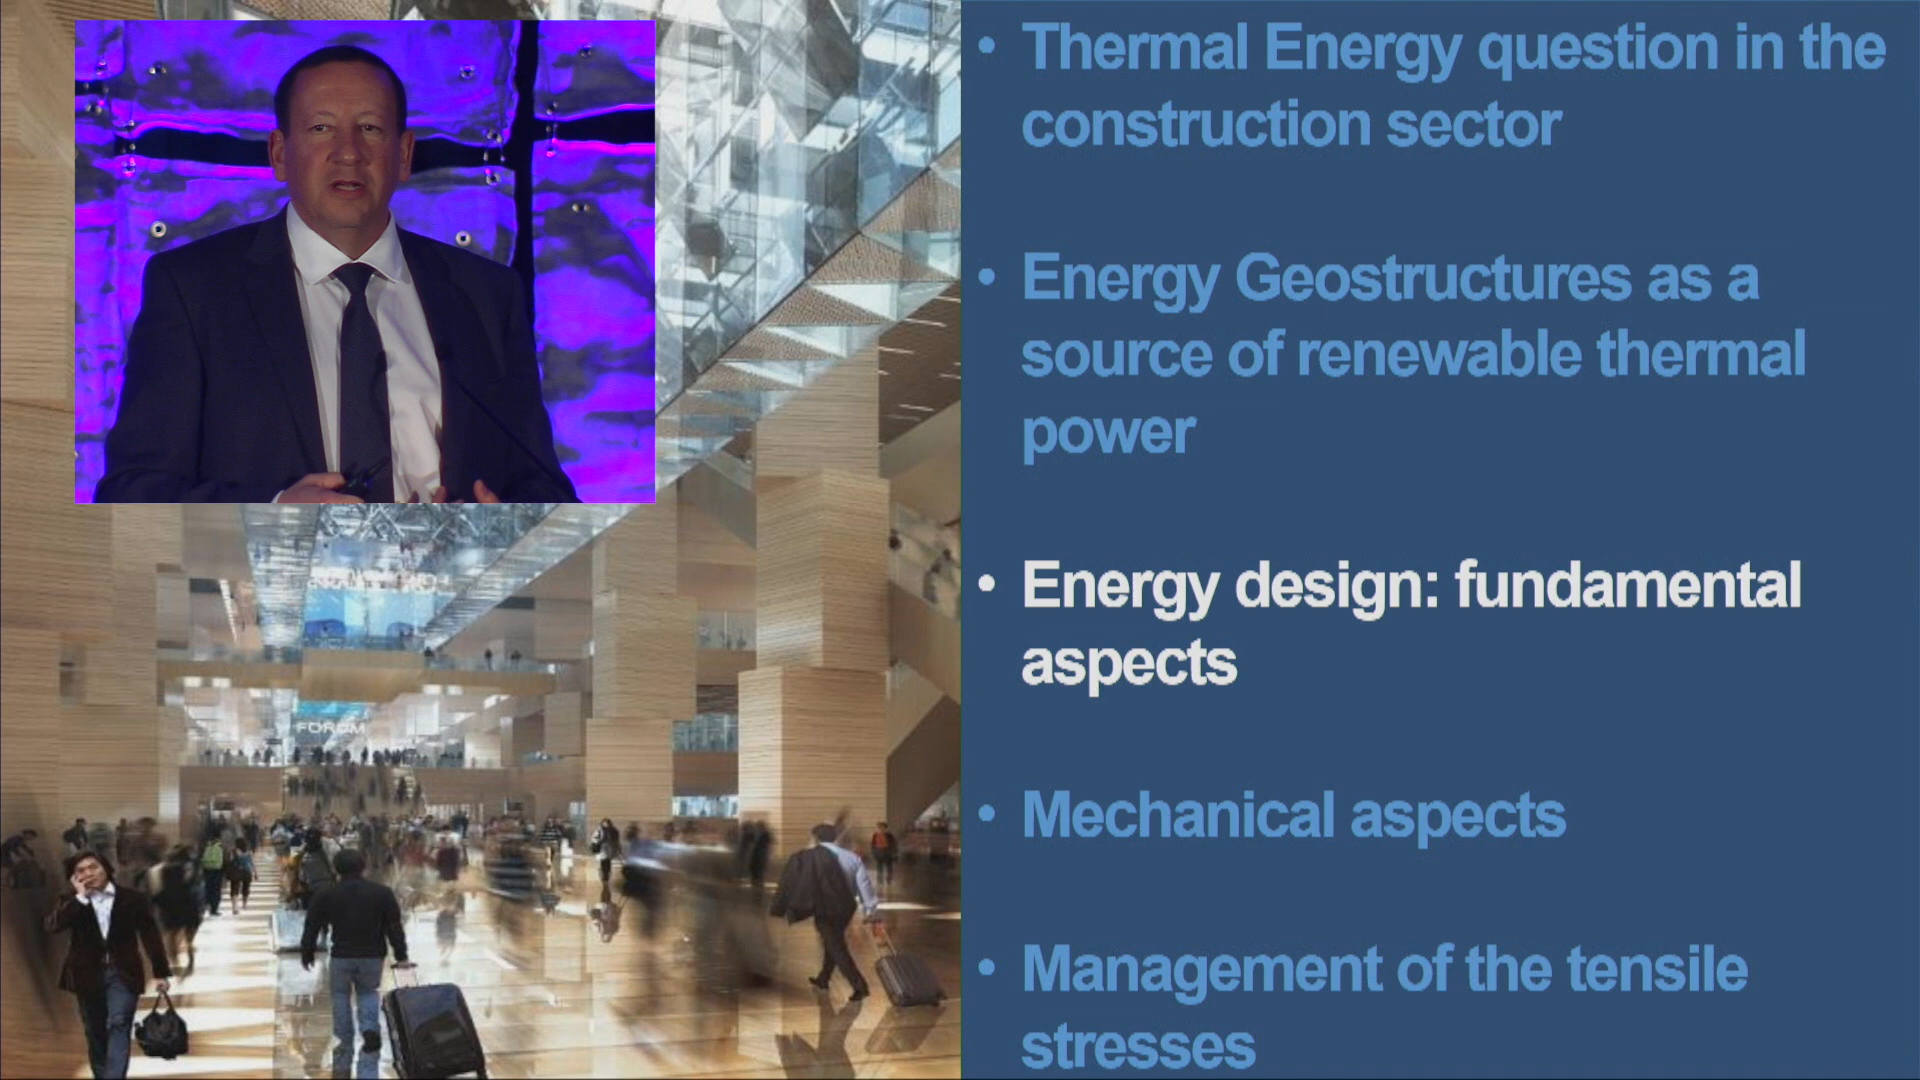 • Thermal Energy question in the
construction sector
• Energy Geostructures as a
source of renewable thermal
power
• Energy design: fundamental
aspects
• Mechanical aspects
• Management of the tensile
stresses
FORUM